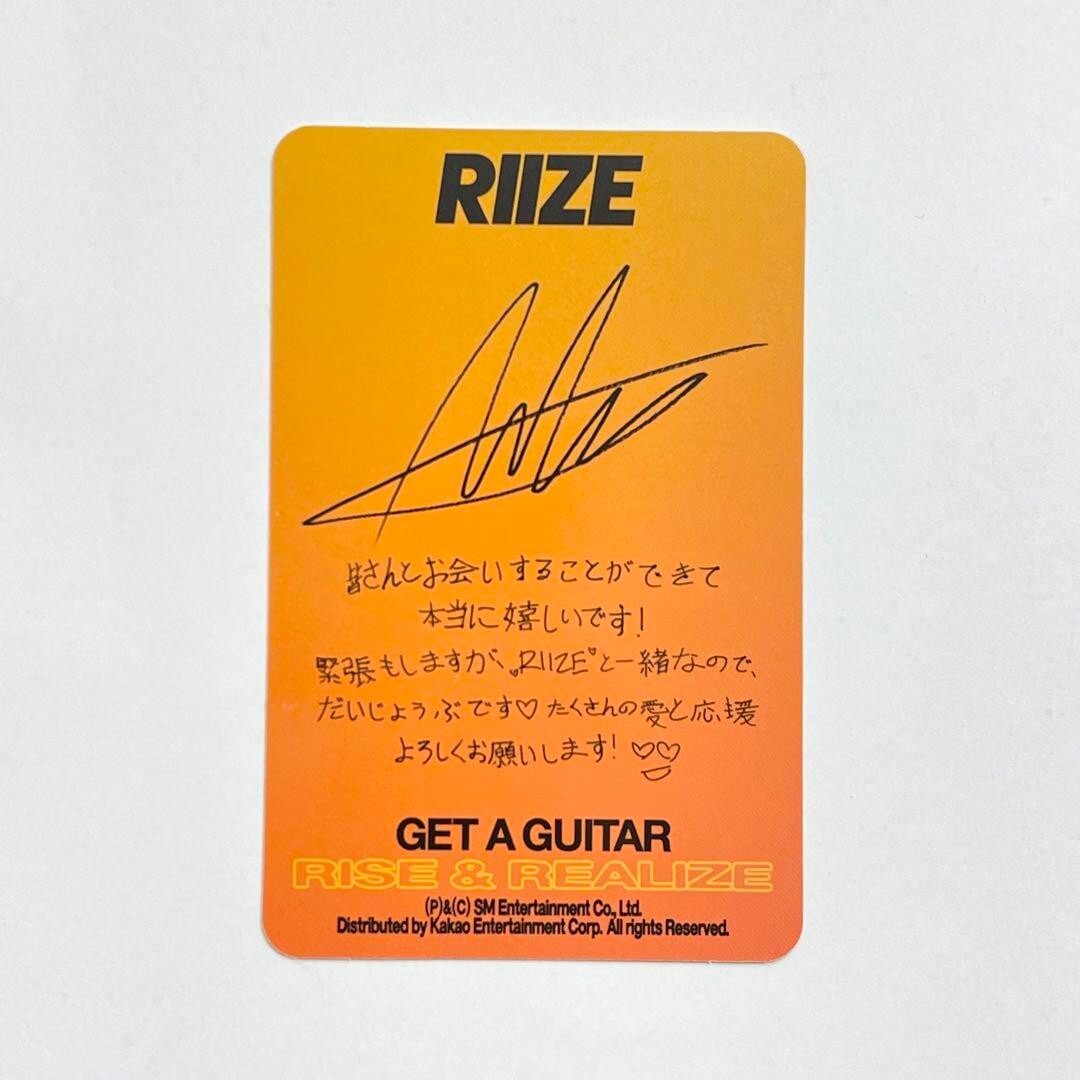 RIIZE
皆さんとお会いすることができて
本当に嬉しいです!
緊張もしますが、"RIIZE"と一緒なので、
だいじょうぶです♡たくさんの愛と応援
よろしくお願いします! ♡♡
GET A GUITAR
RISE & REALIZE
(P)&(C) SM Entertainment Co., Ltd.
Distributed by Kakao Entertainment Corp. All rights Reserved.